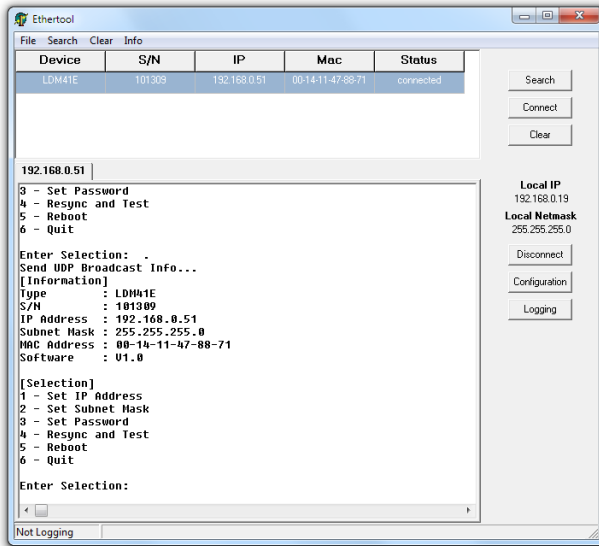 Ethertool
File Search Clear Info
Device S/N IP Mac Status
LDM41E 101309 192.168.0.51 00-14-11-47-88-71 connected
Search
Connect
Clear
192.168.0.51
3 - Set Password
4 - Resync and Test
5 - Reboot
6 - Quit
Enter Selection: .
Send UDP Broadcast Info...
[Information]
Type : LDM41E
S/N : 101309
IP Address : 192.168.0.51
Subnet Mask : 255.255.255.0
MAC Address : 00-14-11-47-88-71
Software : V1.0
[Selection]
1 - Set IP Address
2 - Set Subnet Mask
3 - Set Password
4 - Resync and Test
5 - Reboot
6 - Quit
Enter Selection:
Local IP
192.168.0.19
Local Netmask
255.255.255.0
Disconnect
Configuration
Logging
Not Logging